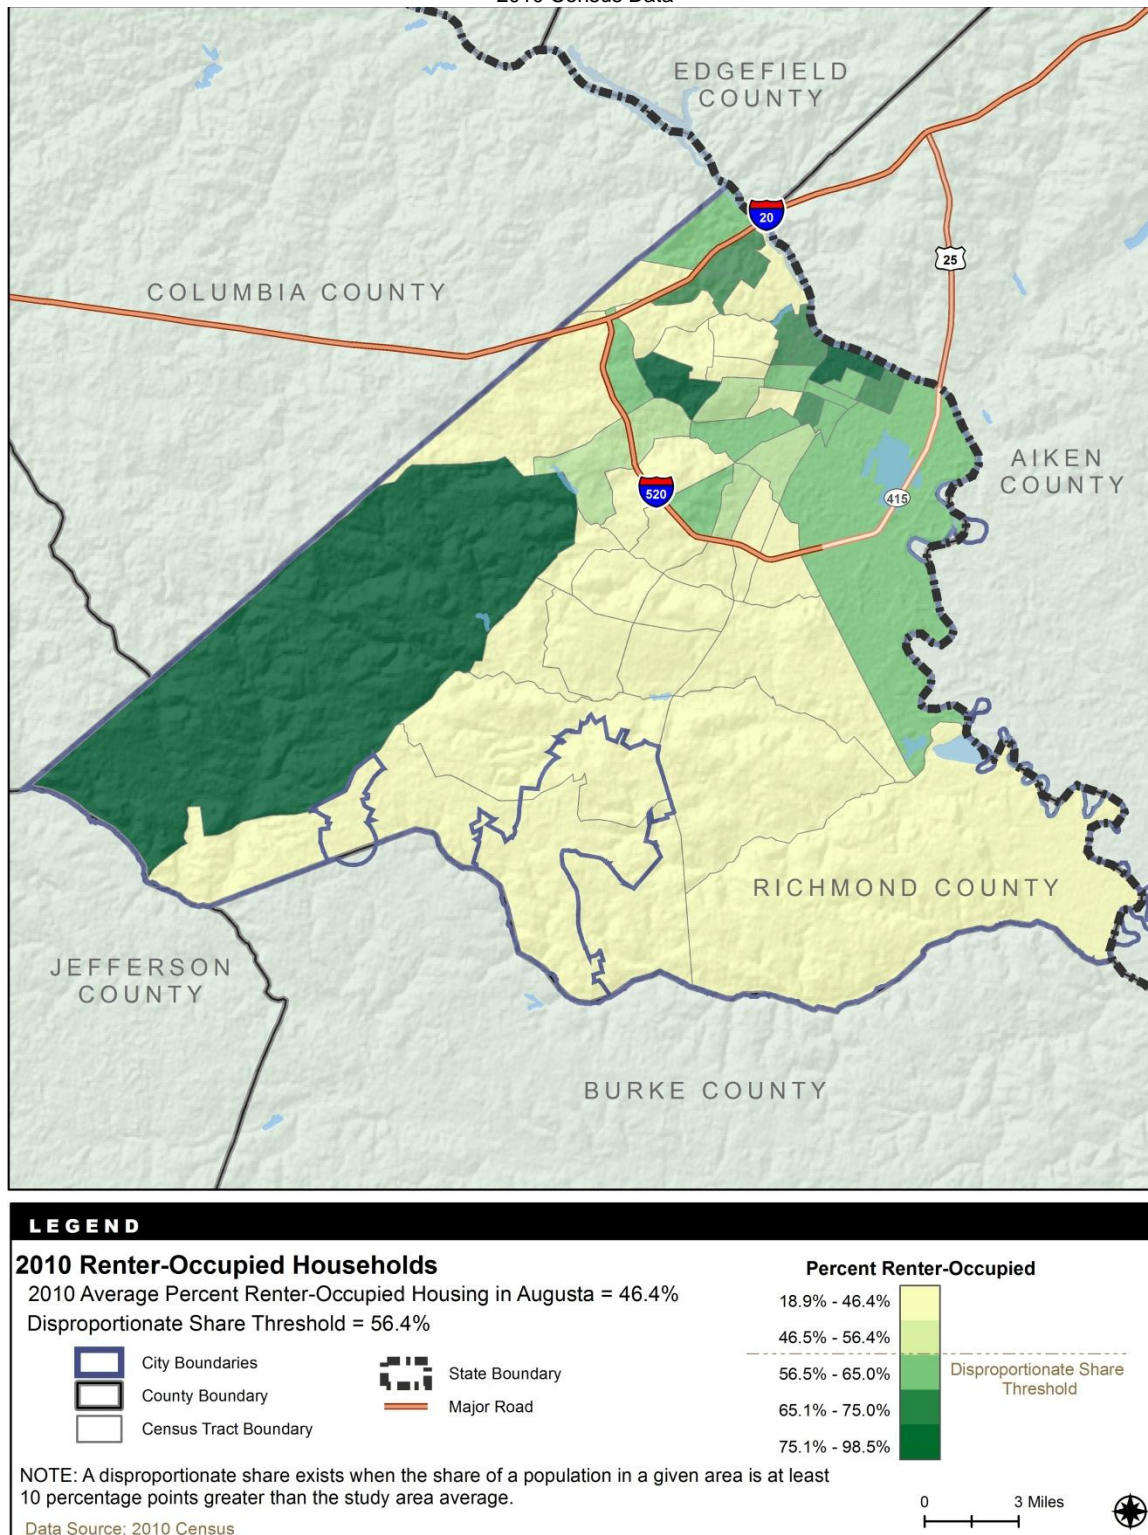 2010 Census Data
EDGEFIELD
COUNTY
20
25
COLUMBIA COUNTY
AIKEN
COUNTY
520
415
RICHMOND COUNTY
JEFFERSON
COUNTY
BURKE COUNTY
LEGEND
2010 Renter-Occupied Households
2010 Average Percent Renter-Occupied Housing in Augusta = 46.4%
Disproportionate Share Threshold = 56.4%
City Boundaries
County Boundary
Census Tract Boundary
State Boundary
Major Road
Percent Renter-Occupied
18.9% - 46.4%
46.5% - 56.4%
56.5% - 65.0%
65.1% - 75.0%
75.1% - 98.5%
Disproportionate Share
Threshold
NOTE: A disproportionate share exists when the share of a population in a given area is at least
10 percentage points greater than the study area average.
0 3 Miles
Data Source: 2010 Census